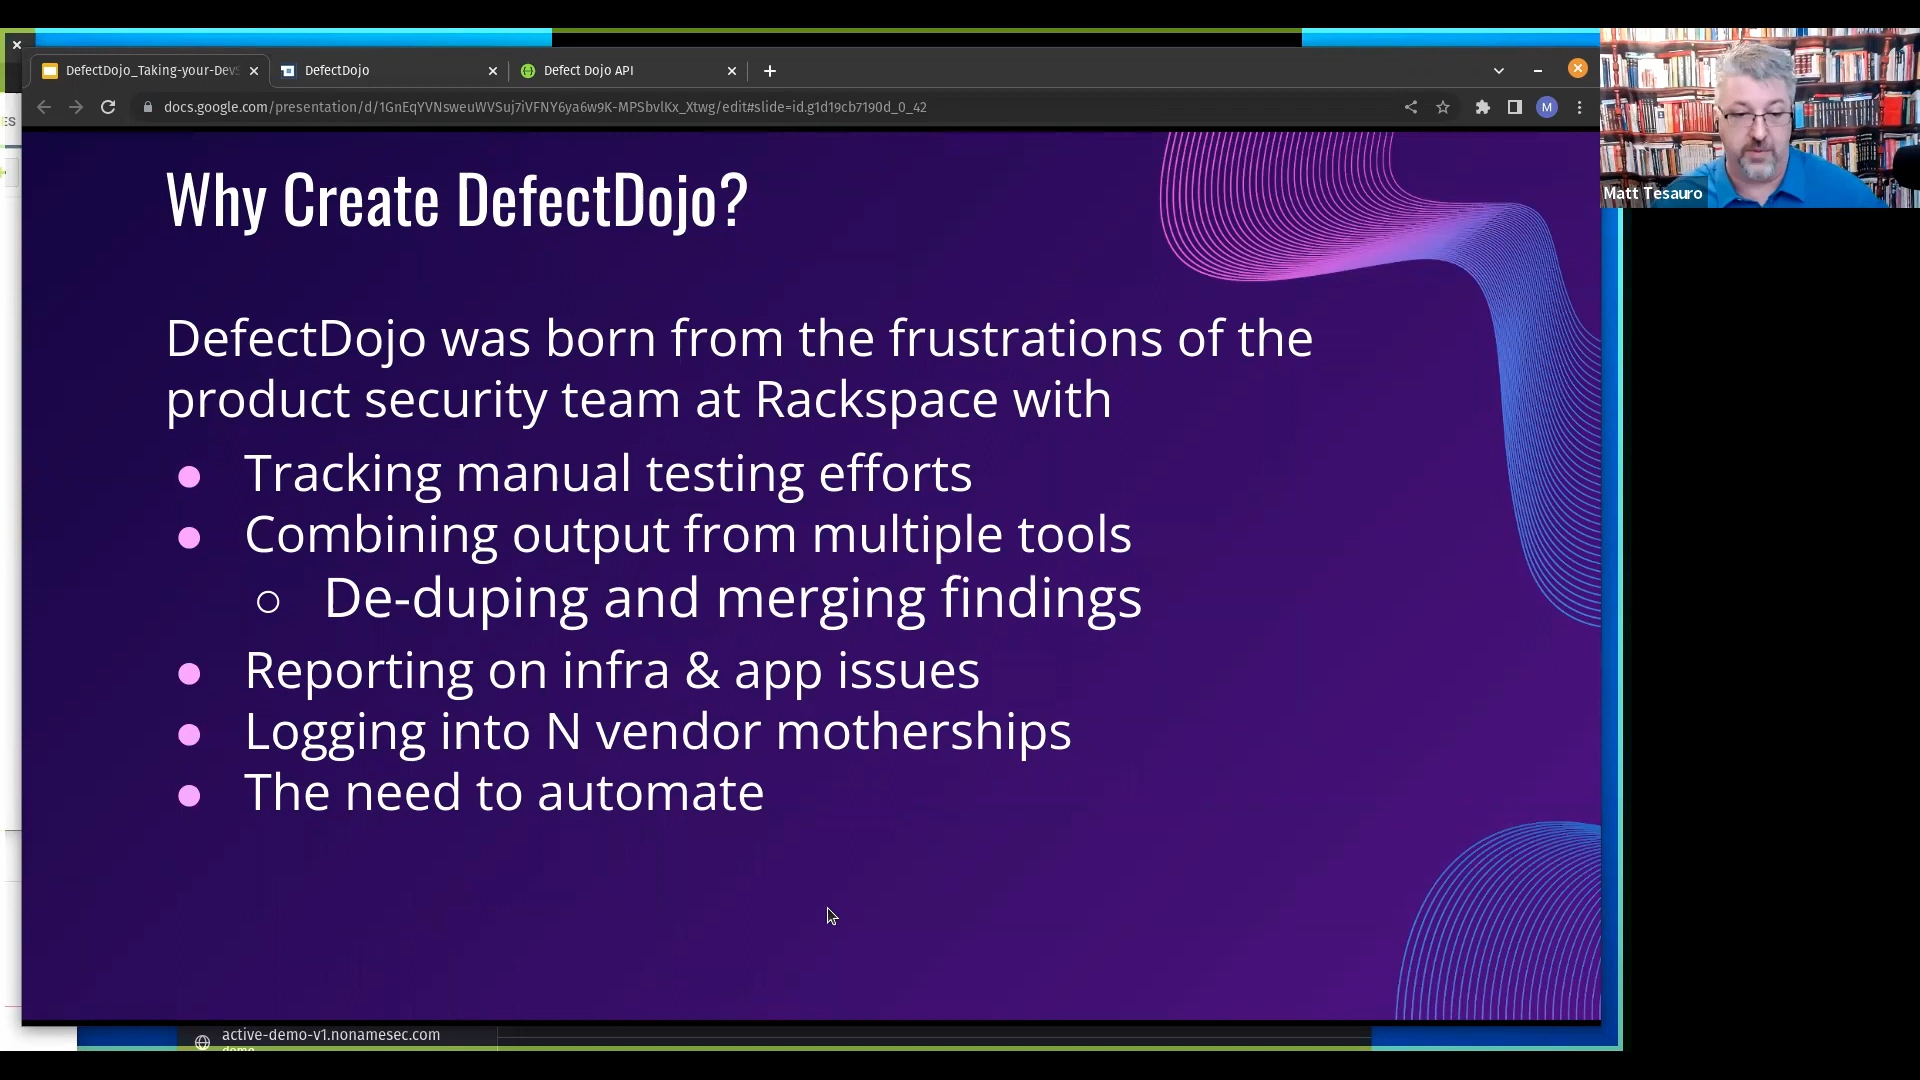 DefectDojo_Taking-your-Dev
DefectDojo
Defect Dojo API
docs.google.com/presentation/d/1GnEqYVNsweuWVSuj7iVFNY6ya6w9K-MPSbvlKx_Xtwg/edit#slide=id.g1d19cb7190d_0_42
M
ES
Matt Tesauro
Why Create DefectDojo?
DefectDojo was born from the frustrations of the
product security team at Rackspace with
● Tracking manual testing efforts
● Combining output from multiple tools
○ De-duping and merging findings
● Reporting on infra & app issues
● Logging into N vendor motherships
● The need to automate
active-demo-v1.nonamesec.com